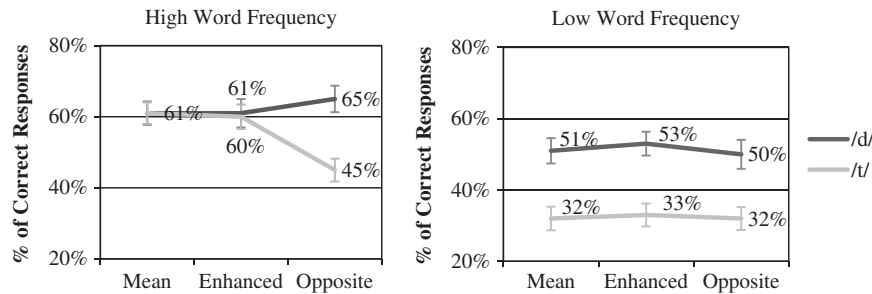 High Word Frequency
% of Correct Responses
80%
60%
40%
20%
61%
61%
60%
65%
45%
Mean Enhanced Opposite
Low Word Frequency
% of Correct Responses
80%
60%
40%
20%
51%
53%
50%
32%
33%
32%
Mean Enhanced Opposite
/d/
/t/